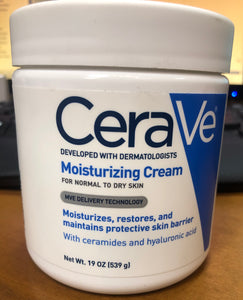 CeraVe
DEVELOPED WITH DERMATOLOGISTS
Moisturizing Cream
FOR NORMAL TO DRY SKIN
MVE DELIVERY TECHNOLOGY
Moisturizes, restores, and
maintains protective skin barrier
With ceramides and hyaluronic acid
Net. Wt. 19 OZ (539 g)